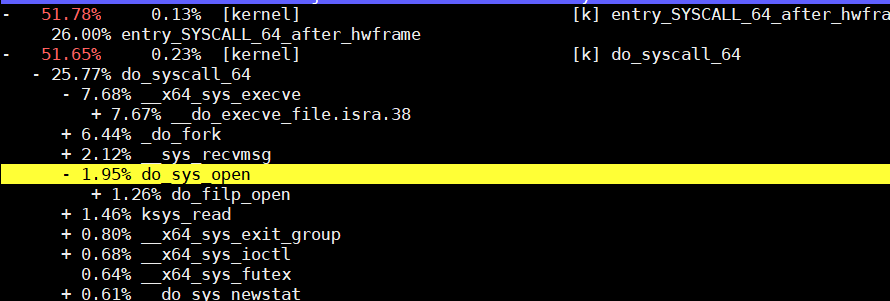 - 51.78% 0.13% [kernel] [k] entry_SYSCALL_64_after_hwfra
26.00% entry_SYSCALL_64_after_hwframe
- 51.65% 0.23% [kernel] [k] do_syscall_64
- 25.77% do_syscall_64
- 7.68% __x64_sys_execve
+ 7.67% __do_execve_file.isra.38
+ 6.44% _do_fork
+ 2.12% __sys_recvmsg
- 1.95% do_sys_open
+ 1.26% do_filp_open
+ 1.46% ksys_read
+ 0.80% __x64_sys_exit_group
+ 0.68% __x64_sys_ioctl
0.64% __x64_sys_futex
+ 0.61% __do_sys_newstat